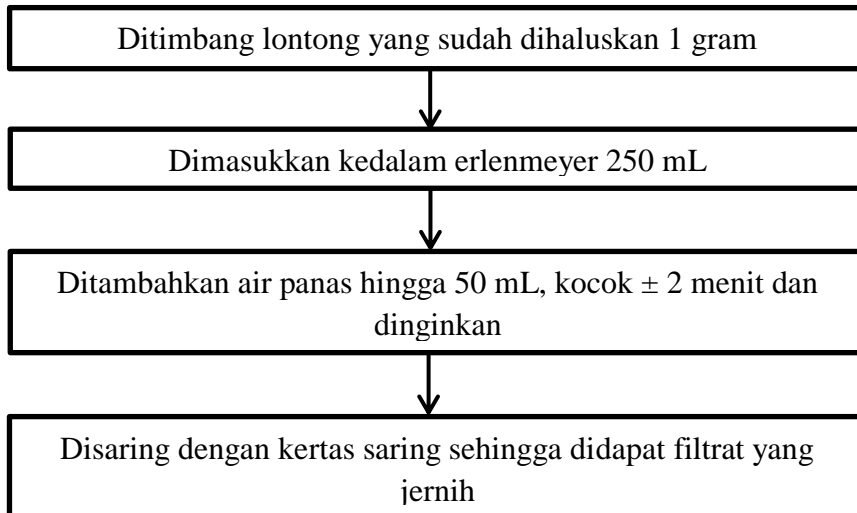 Ditimbang lontong yang sudah dihaluskan 1 gram
Dimasukkan kedalam erlenmeyer 250 mL
Ditambahkan air panas hingga 50 mL, kocok ± 2 menit dan
dinginkan
Disaring dengan kertas saring sehingga didapat filtrat yang
jernih